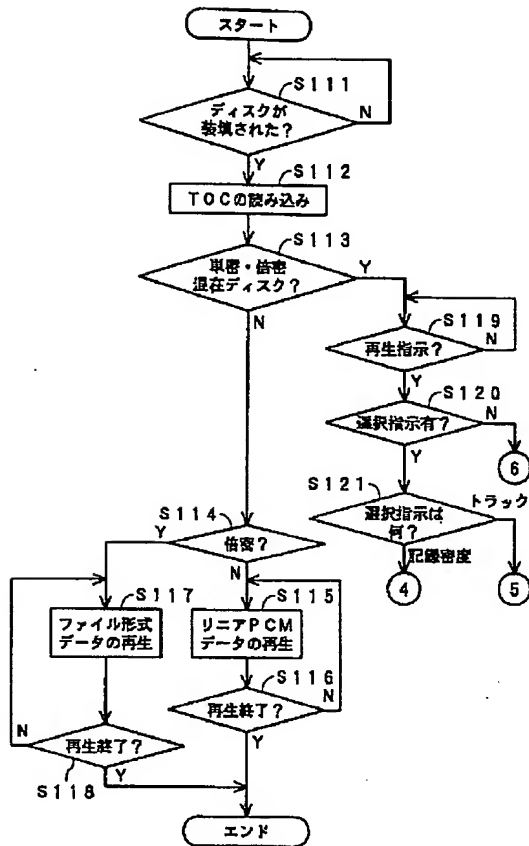 スタート
S111
ディスクが
装填された?
N
Y
S112
TOCの読み込み
S113
単密・倍密
混在ディスク?
Y
N
S119
再生指示?
N
Y
S120
選択指示有?
N
Y
6
S121
選択指示は
何?
トラック
記録密度
4
5
S114
倍密?
Y
N
S117
ファイル形式
データの再生
S115
リニアPCM
データの再生
S116
再生終了?
N
Y
再生終了?
N
Y
S118
エンド